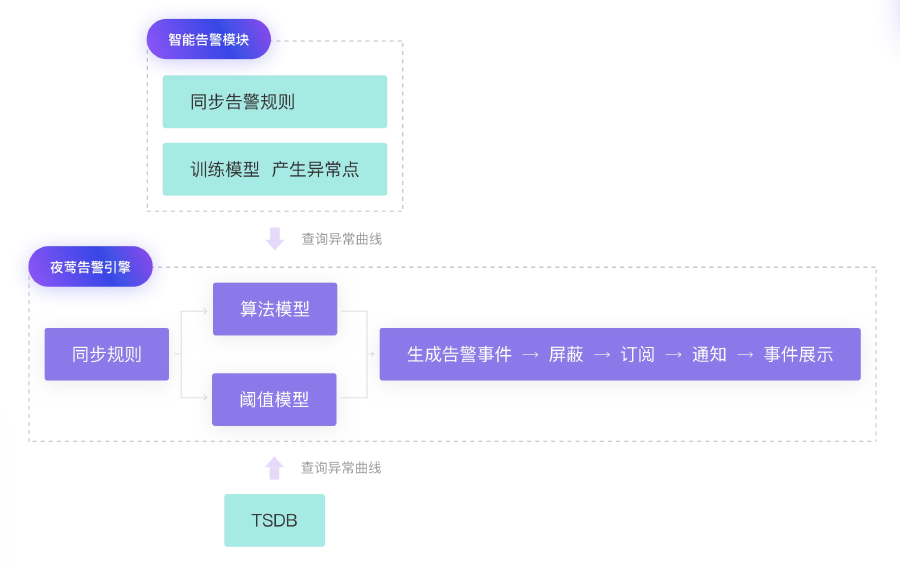 智能告警模块
同步告警规则
训练模型 产生异常点
查询异常曲线
夜莺告警引擎
同步规则
算法模型
阈值模型
生成告警事件 → 屏蔽 → 订阅 → 通知 → 事件展示
查询异常曲线
TSDB